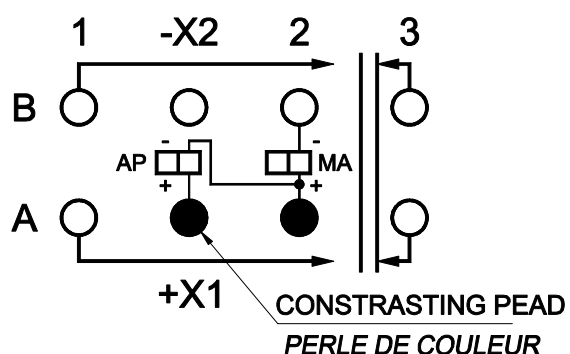 1 -X2 2 3
B
- -
AP MA
+ +
A
+X1
CONSTRASTING PEAD
PERLE DE COULEUR